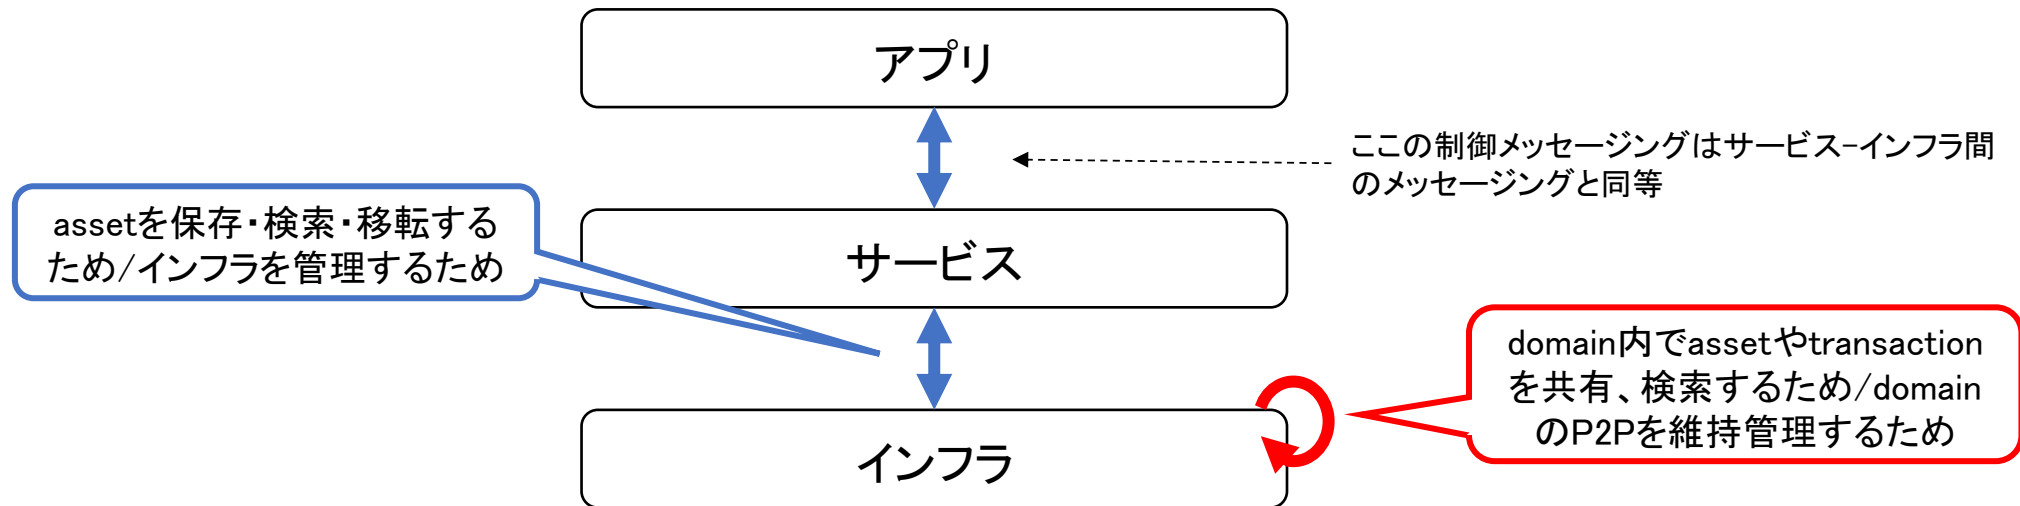 アプリ
ここの制御メッセージングはサービス-インフラ間
のメッセージングと同等
assetを保存・検索・移転する
ため/インフラを管理するため
サービス
domain内でassetやtransaction
を共有、検索するため/domain
のP2Pを維持管理するため
インフラ